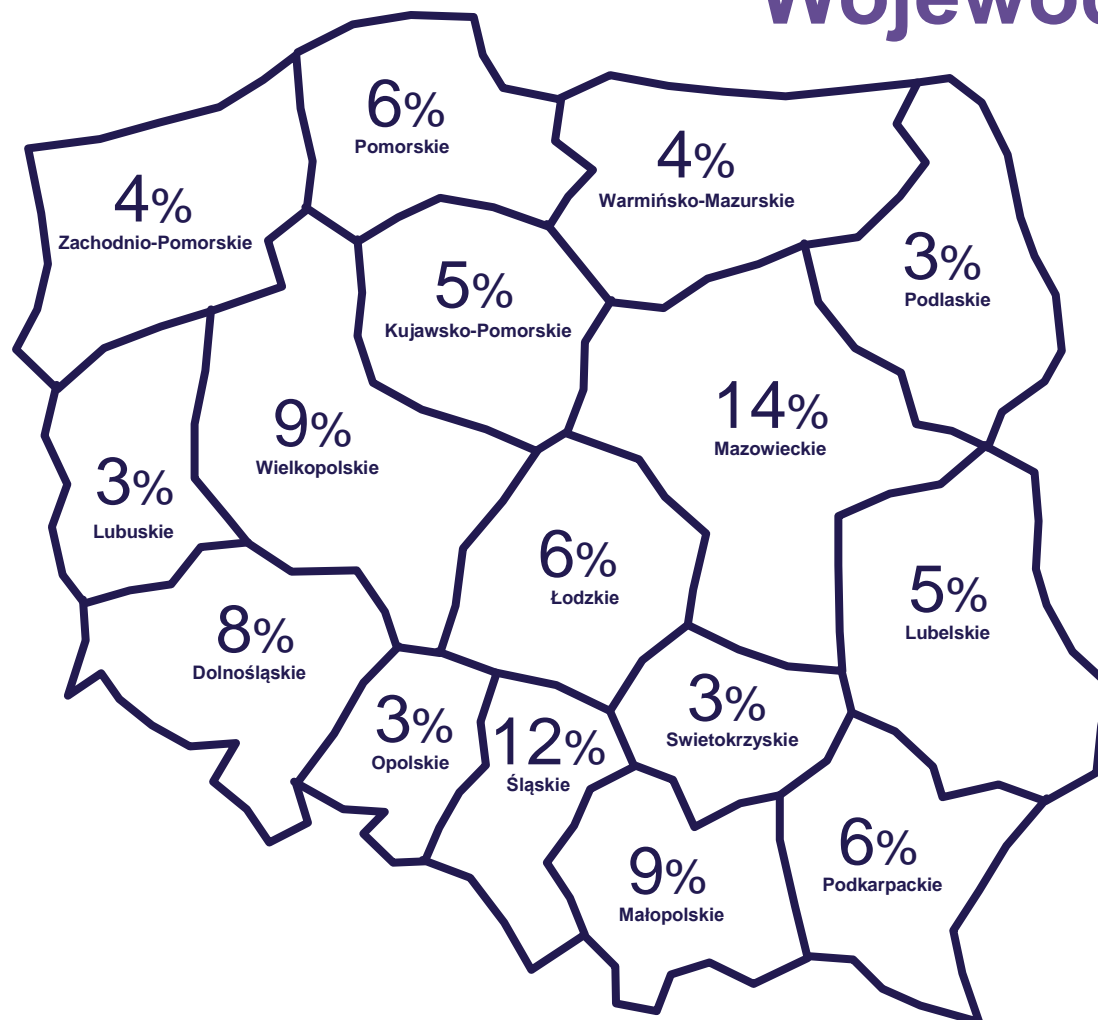 6%
Pomorskie
4%
Warmińsko-Mazurskie
4%
Zachodnio-Pomorskie
3%
Podlaskie
5%
Kujawsko-Pomorskie
14%
Mazowieckie
9%
Wielkopolskie
3%
Lubuskie
6%
Łodzkie
5%
Lubelskie
8%
Dolnośląskie
3%
Opolskie
12%
Śląskie
3%
Swietokrzyskie
9%
Małopolskie
6%
Podkarpackie